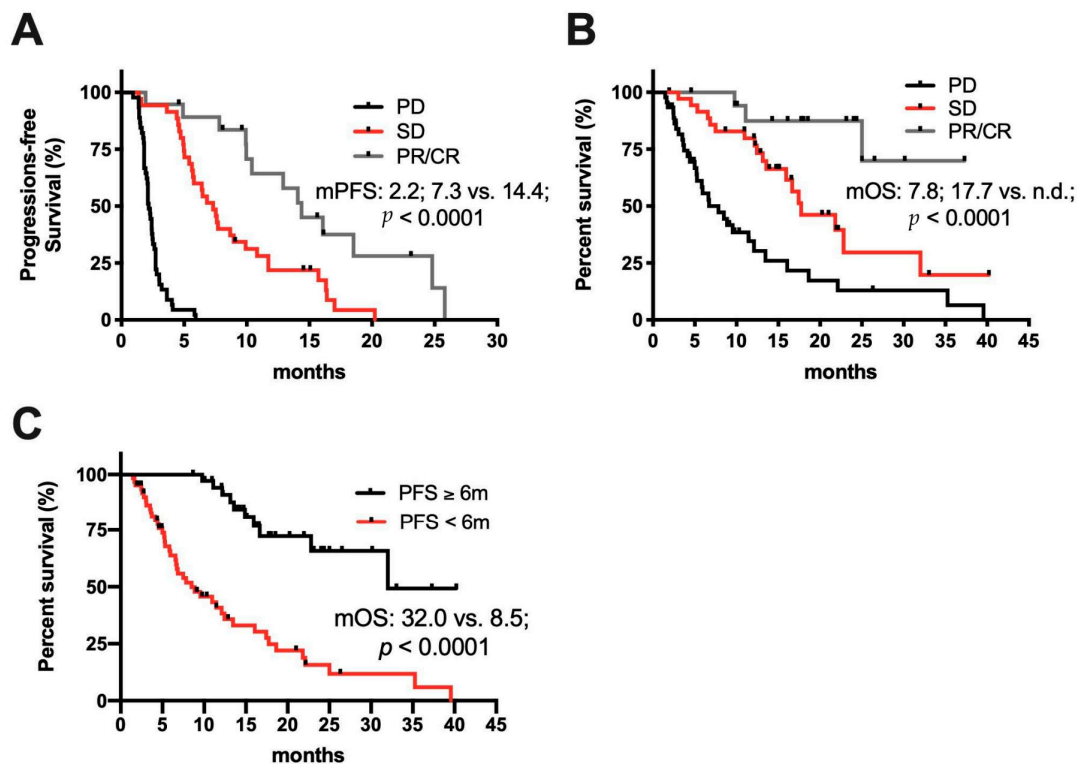 A
Progressions-free
Survival (%)
100
75
50
25
0
PD
SD
PR/CR
mPFS: 2.2; 7.3 vs. 14.4;
p < 0.0001
0 5 10 15 20 25 30
months
B
Percent survival (%)
100
75
50
25
0
PD
SD
PR/CR
mOS: 7.8; 17.7 vs. n.d.;
p < 0.0001
0 5 10 15 20 25 30 35 40 45
months
C
Percent survival (%)
100
75
50
25
0
PFS ≥ 6m
PFS < 6m
mOS: 32.0 vs. 8.5;
p < 0.0001
0 5 10 15 20 25 30 35 40 45
months